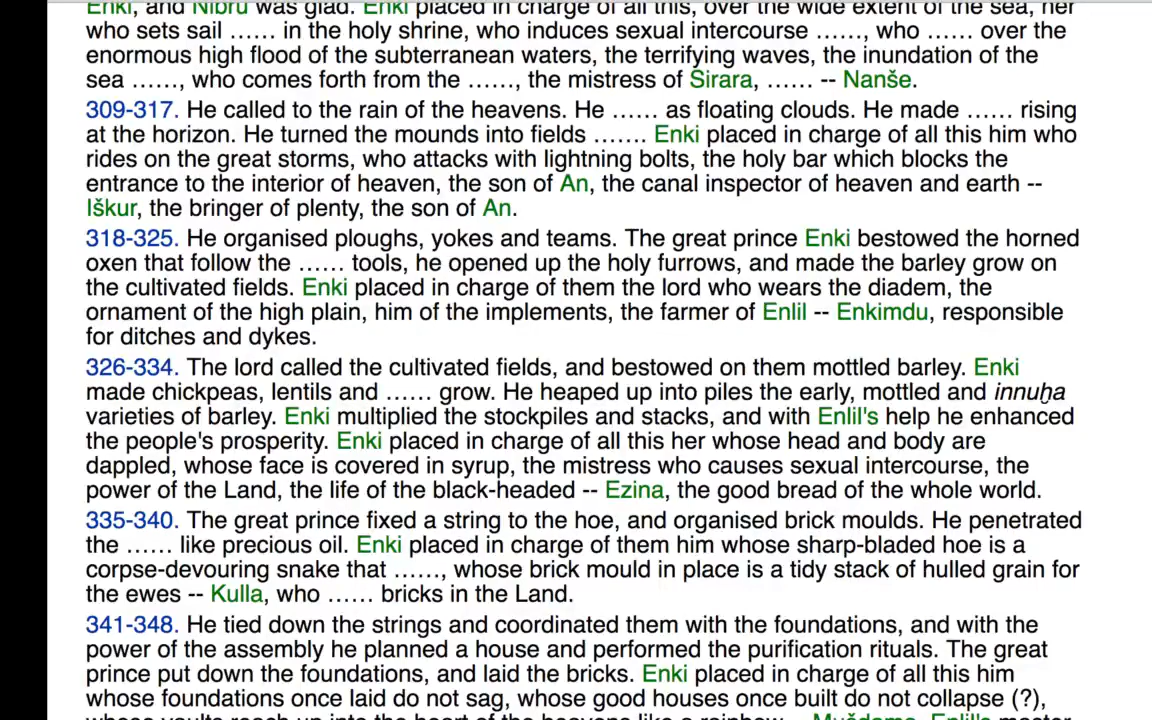 Enki, and Nibru was glad. Enki placed in charge of all this, over the wide extent of the sea, her
who sets sail ...... in the holy shrine, who induces sexual intercourse ......, who ...... over the
enormous high flood of the subterranean waters, the terrifying waves, the inundation of the
sea ......, who comes forth from the ......, the mistress of Sirara, ...... -- Nanše.
309-317. He called to the rain of the heavens. He ...... as floating clouds. He made ...... rising
at the horizon. He turned the mounds into fields ....... Enki placed in charge of all this him who
rides on the great storms, who attacks with lightning bolts, the holy bar which blocks the
entrance to the interior of heaven, the son of An, the canal inspector of heaven and earth --
Iškur, the bringer of plenty, the son of An.
318-325. He organised ploughs, yokes and teams. The great prince Enki bestowed the horned
oxen that follow the ...... tools, he opened up the holy furrows, and made the barley grow on
the cultivated fields. Enki placed in charge of them the lord who wears the diadem, the
ornament of the high plain, him of the implements, the farmer of Enlil -- Enkimdu, responsible
for ditches and dykes.
326-334. The lord called the cultivated fields, and bestowed on them mottled barley. Enki
made chickpeas, lentils and ...... grow. He heaped up into piles the early, mottled and innuḫa
varieties of barley. Enki multiplied the stockpiles and stacks, and with Enlil's help he enhanced
the people's prosperity. Enki placed in charge of all this her whose head and body are
dappled, whose face is covered in syrup, the mistress who causes sexual intercourse, the
power of the Land, the life of the black-headed -- Ezina, the good bread of the whole world.
335-340. The great prince fixed a string to the hoe, and organised brick moulds. He penetrated
the ...... like precious oil. Enki placed in charge of them him whose sharp-bladed hoe is a
corpse-devouring snake that ......, whose brick mould in place is a tidy stack of hulled grain for
the ewes -- Kulla, who ...... bricks in the Land.
341-348. He tied down the strings and coordinated them with the foundations, and with the
power of the assembly he planned a house and performed the purification rituals. The great
prince put down the foundations, and laid the bricks. Enki placed in charge of all this him
whose foundations once laid do not sag, whose good houses once built do not collapse (?),
whose vaults reach up into the heart of the heavens like a rainbow -- Mušdama, Enlil's master